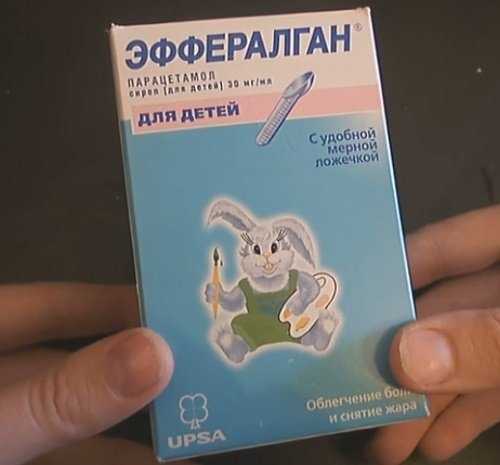 ЭФФЕРАЛГАН®
ПАРАЦЕТАМОЛ
сироп (для детей) 30 мг/мл
ДЛЯ ДЕТЕЙ
С удобной
мерной
ложечкой
Облегчение боли
и снятие жара
UPSA